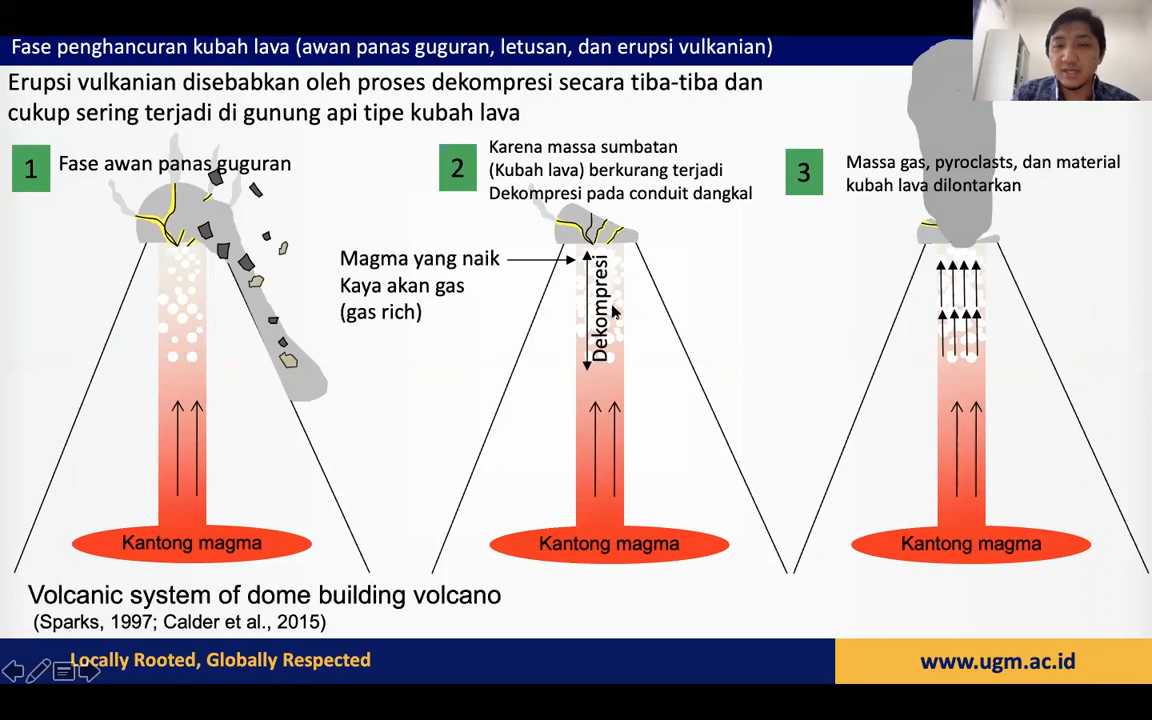 Fase penghancuran kubah lava (awan panas guguran, letusan, dan erupsi vulkanian)
Erupsi vulkanian disebabkan oleh proses dekompresi secara tiba-tiba dan
cukup sering terjadi di gunung api tipe kubah lava
1
Fase awan panas guguran
2
Karena massa sumbatan
(Kubah lava) berkurang terjadi
Dekompresi pada conduit dangkal
3
Massa gas, pyroclasts, dan material
kubah lava dilontarkan
Magma yang naik
Kaya akan gas
(gas rich)
Dekompresi
Kantong magma
Kantong magma
Kantong magma
Volcanic system of dome building volcano
(Sparks, 1997; Calder et al., 2015)
Locally Rooted, Globally Respected
www.ugm.ac.id